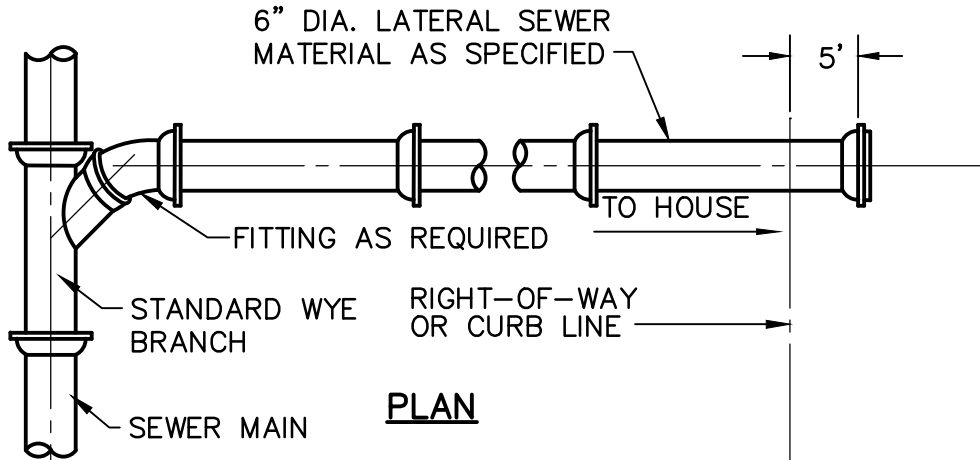 6" DIA. LATERAL SEWER
MATERIAL AS SPECIFIED
5'
TO HOUSE
FITTING AS REQUIRED
STANDARD WYE
BRANCH
RIGHT-OF-WAY
OR CURB LINE
PLAN
SEWER MAIN